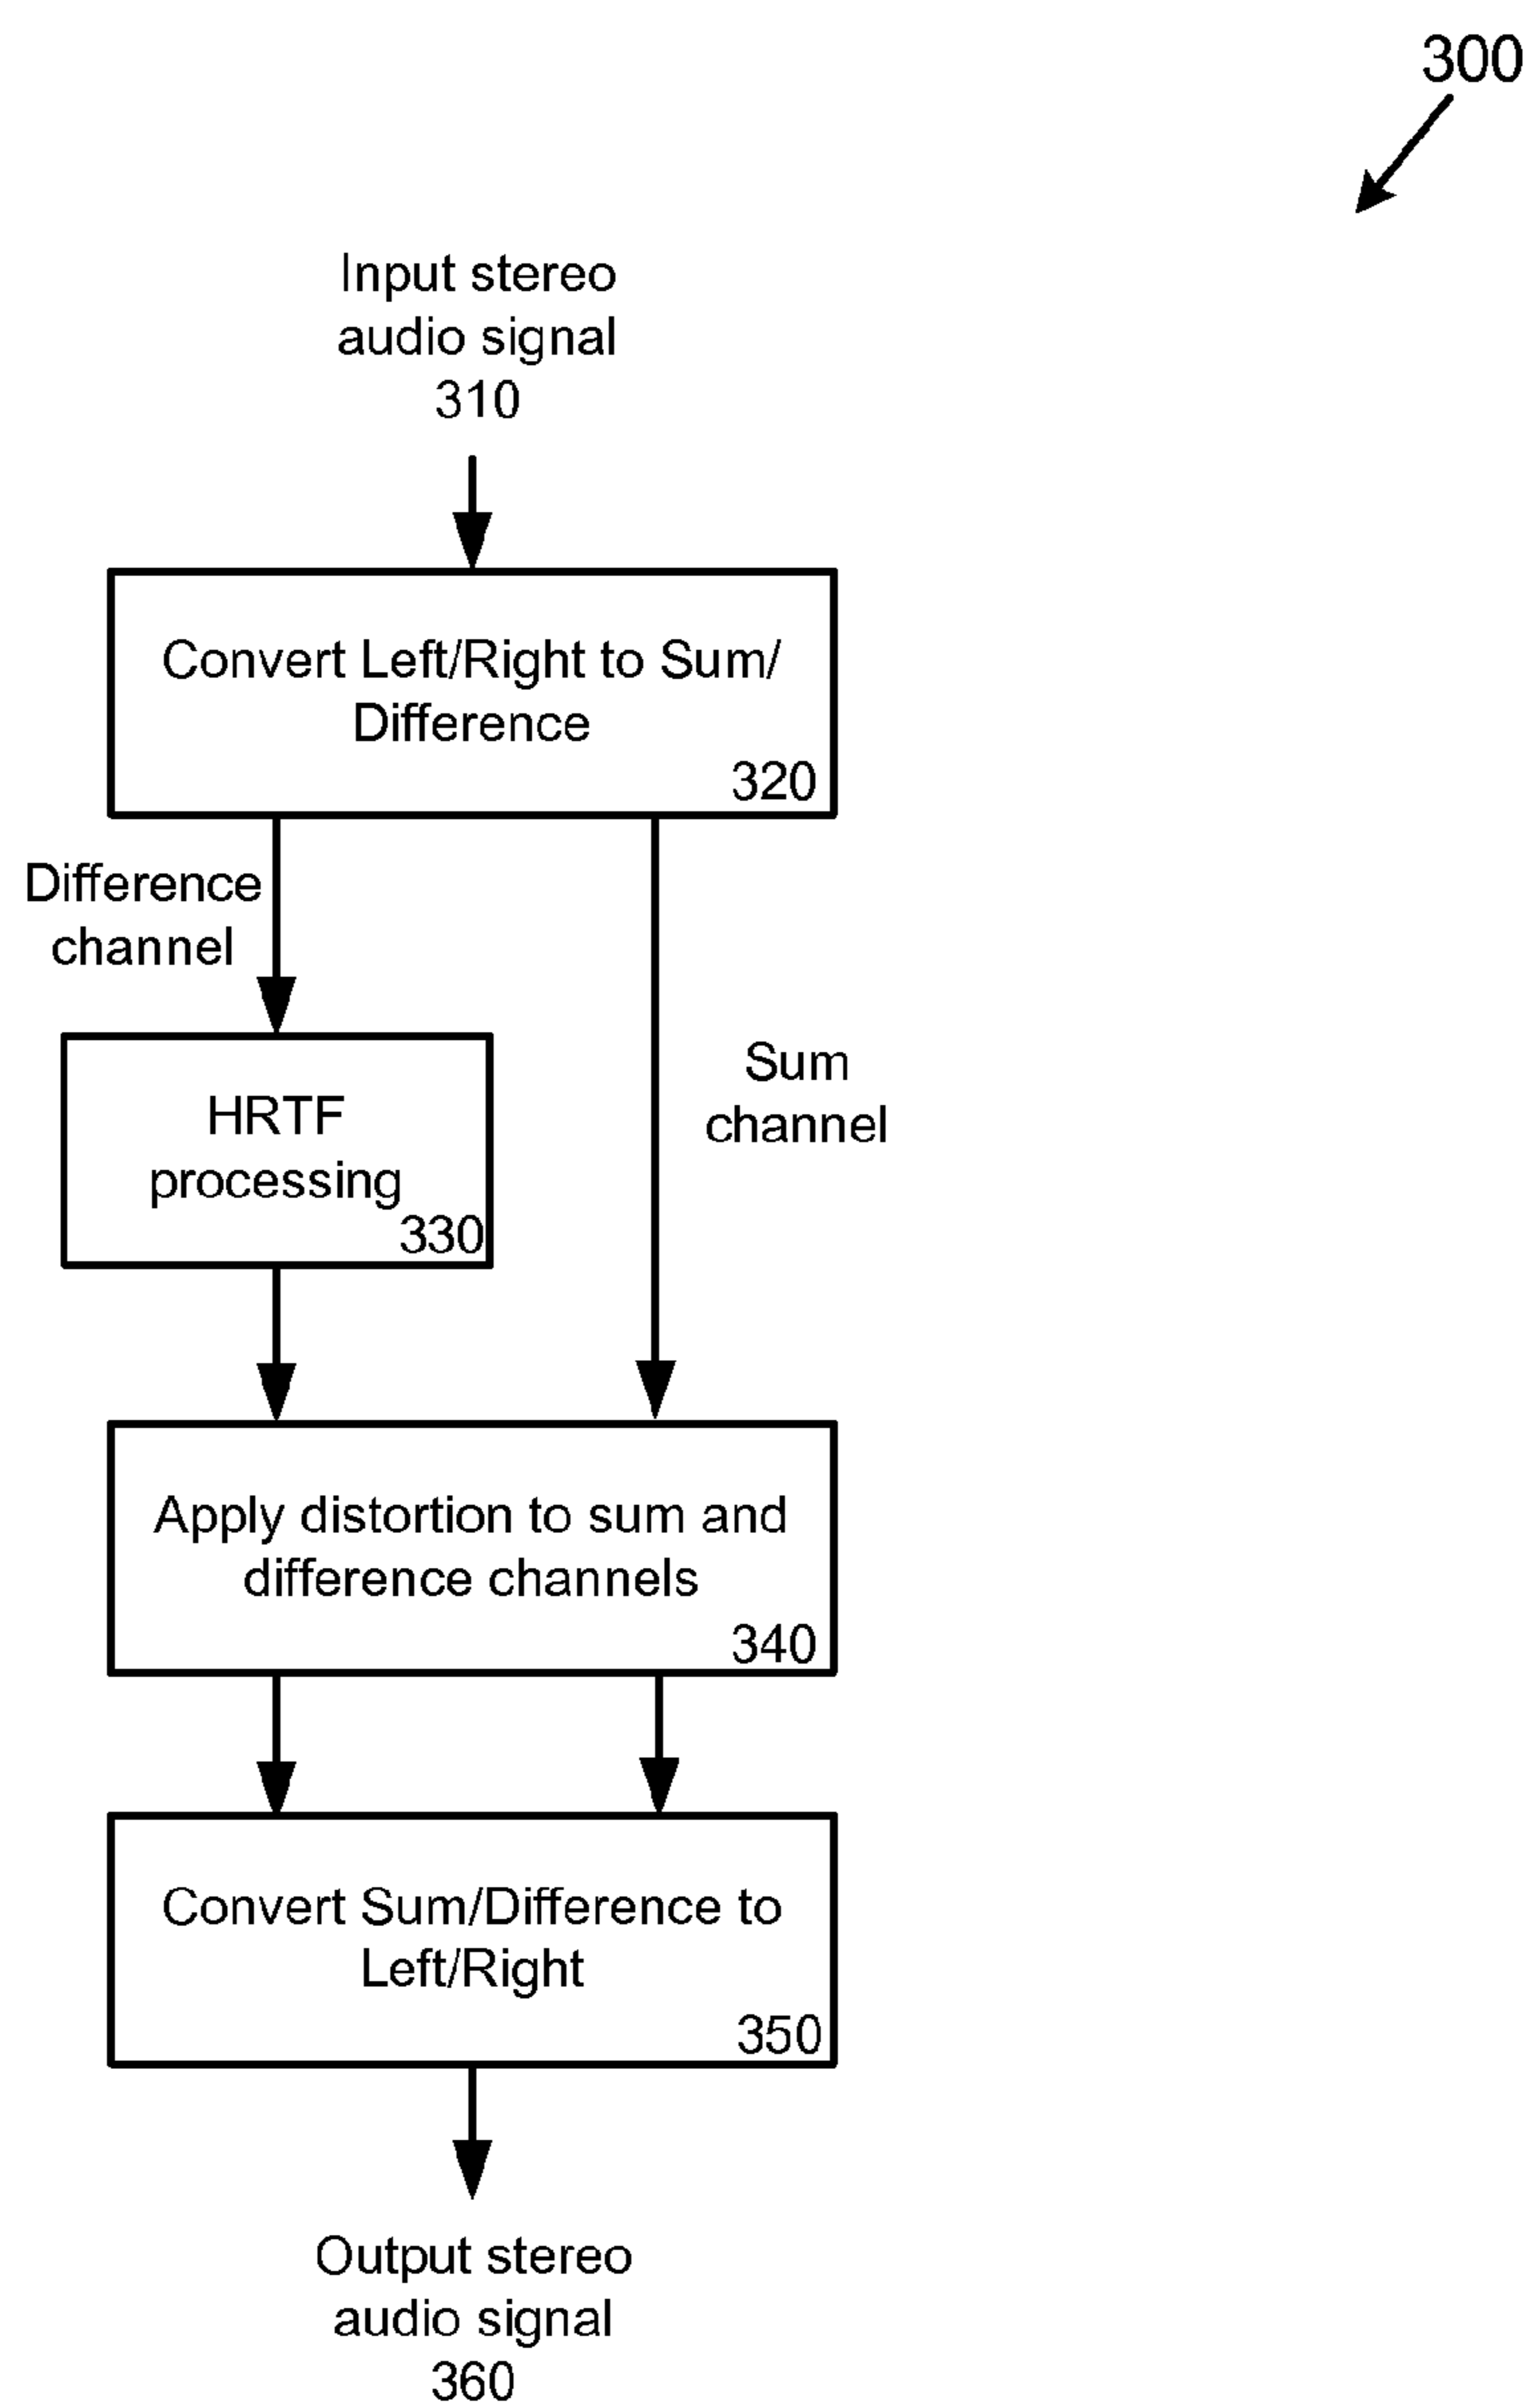 300
Input stereo
audio signal
310
Convert Left/Right to Sum/
Difference
320
Difference
channel
Sum
channel
HRTF
processing
330
Apply distortion to sum and
difference channels
340
Convert Sum/Difference to
Left/Right
350
Output stereo
audio signal
360